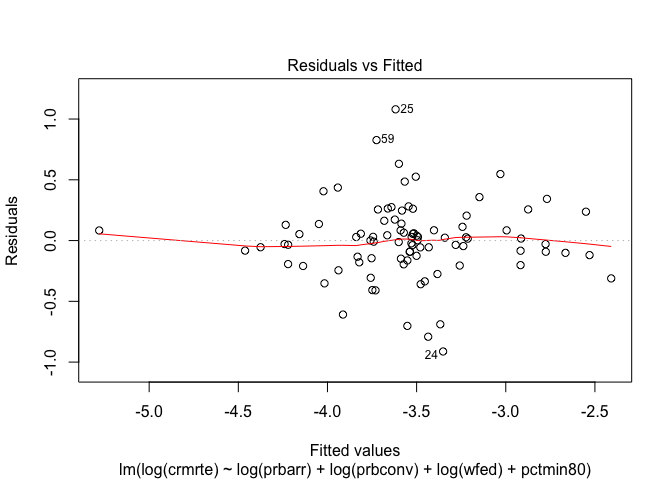 Residuals vs Fitted
Residuals
1.0
0.5
0.0
-0.5
-1.0
25
59
24
-5.0 -4.5 -4.0 -3.5 -3.0 -2.5
Fitted values
lm(log(crmrte) ~ log(prbarr) + log(prbconv) + log(wfed) + pctmin80)